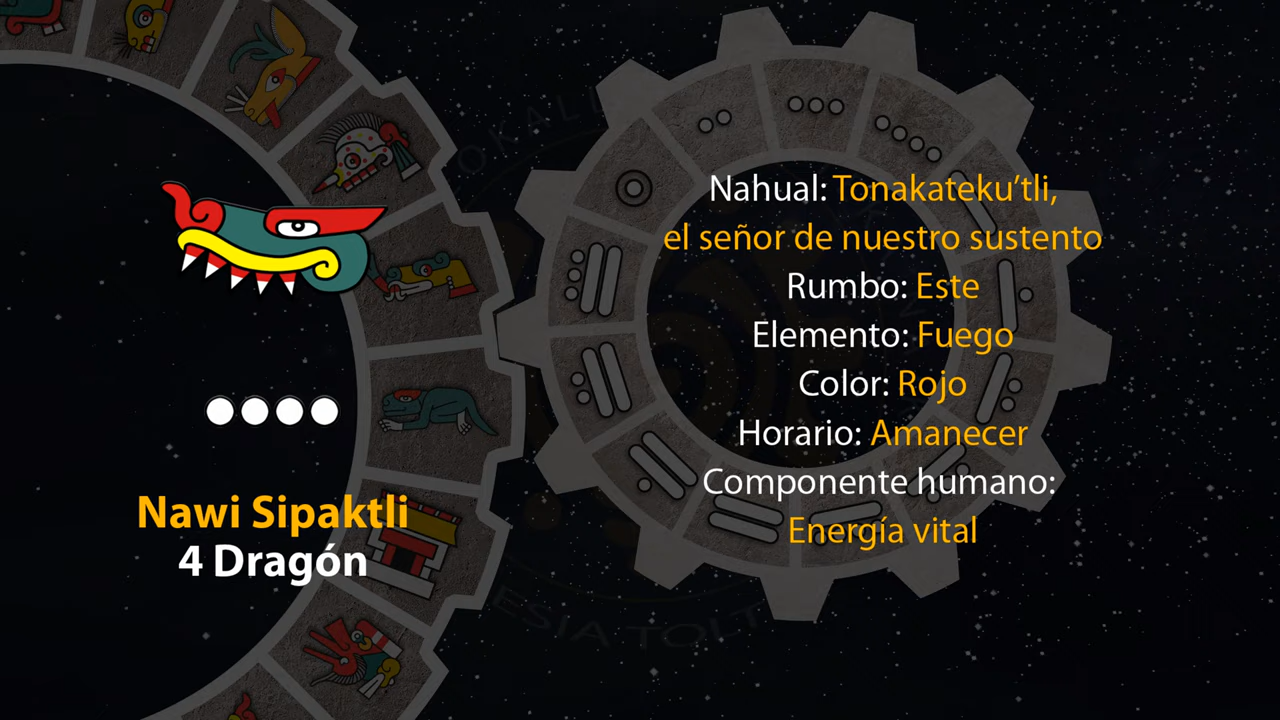 Nahual: Tonakateku’tli,
el señor de nuestro sustento
Rumbo: Este
Elemento: Fuego
Color: Rojo
Horario: Amanecer
Componente humano:
Energía vital
Nawi Sipaktli
4 Dragón